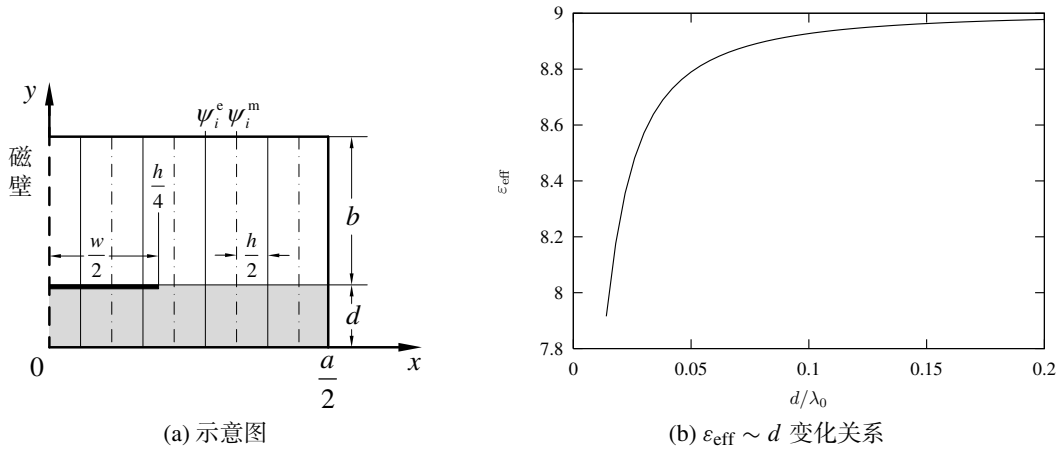 y
ψ_i^e ψ_i^m
磁
壁
h/4
b
w/2
h/2
d
0
a/2
x
(a) 示意图
9
8.8
8.6
8.4
8.2
8
7.8
ε_eff
0
0.05
0.1
0.15
0.2
d/λ_0
(b) ε_eff ~ d 变化关系